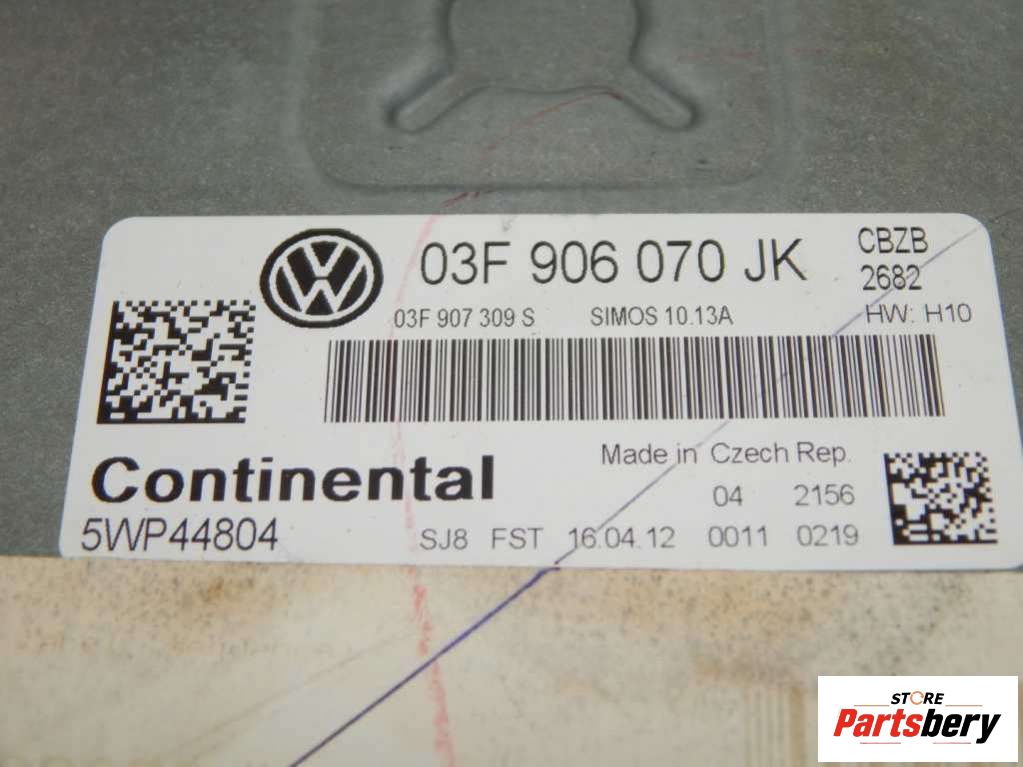 03F 906 070 JK
CBZB
2682
03F 907 309 S SIMOS 10.13A HW: H10
Continental
Made in Czech Rep.
04 2156
5WP44804 SJ8 FST 16.04.12 0011 0219
STORE
Partsbery